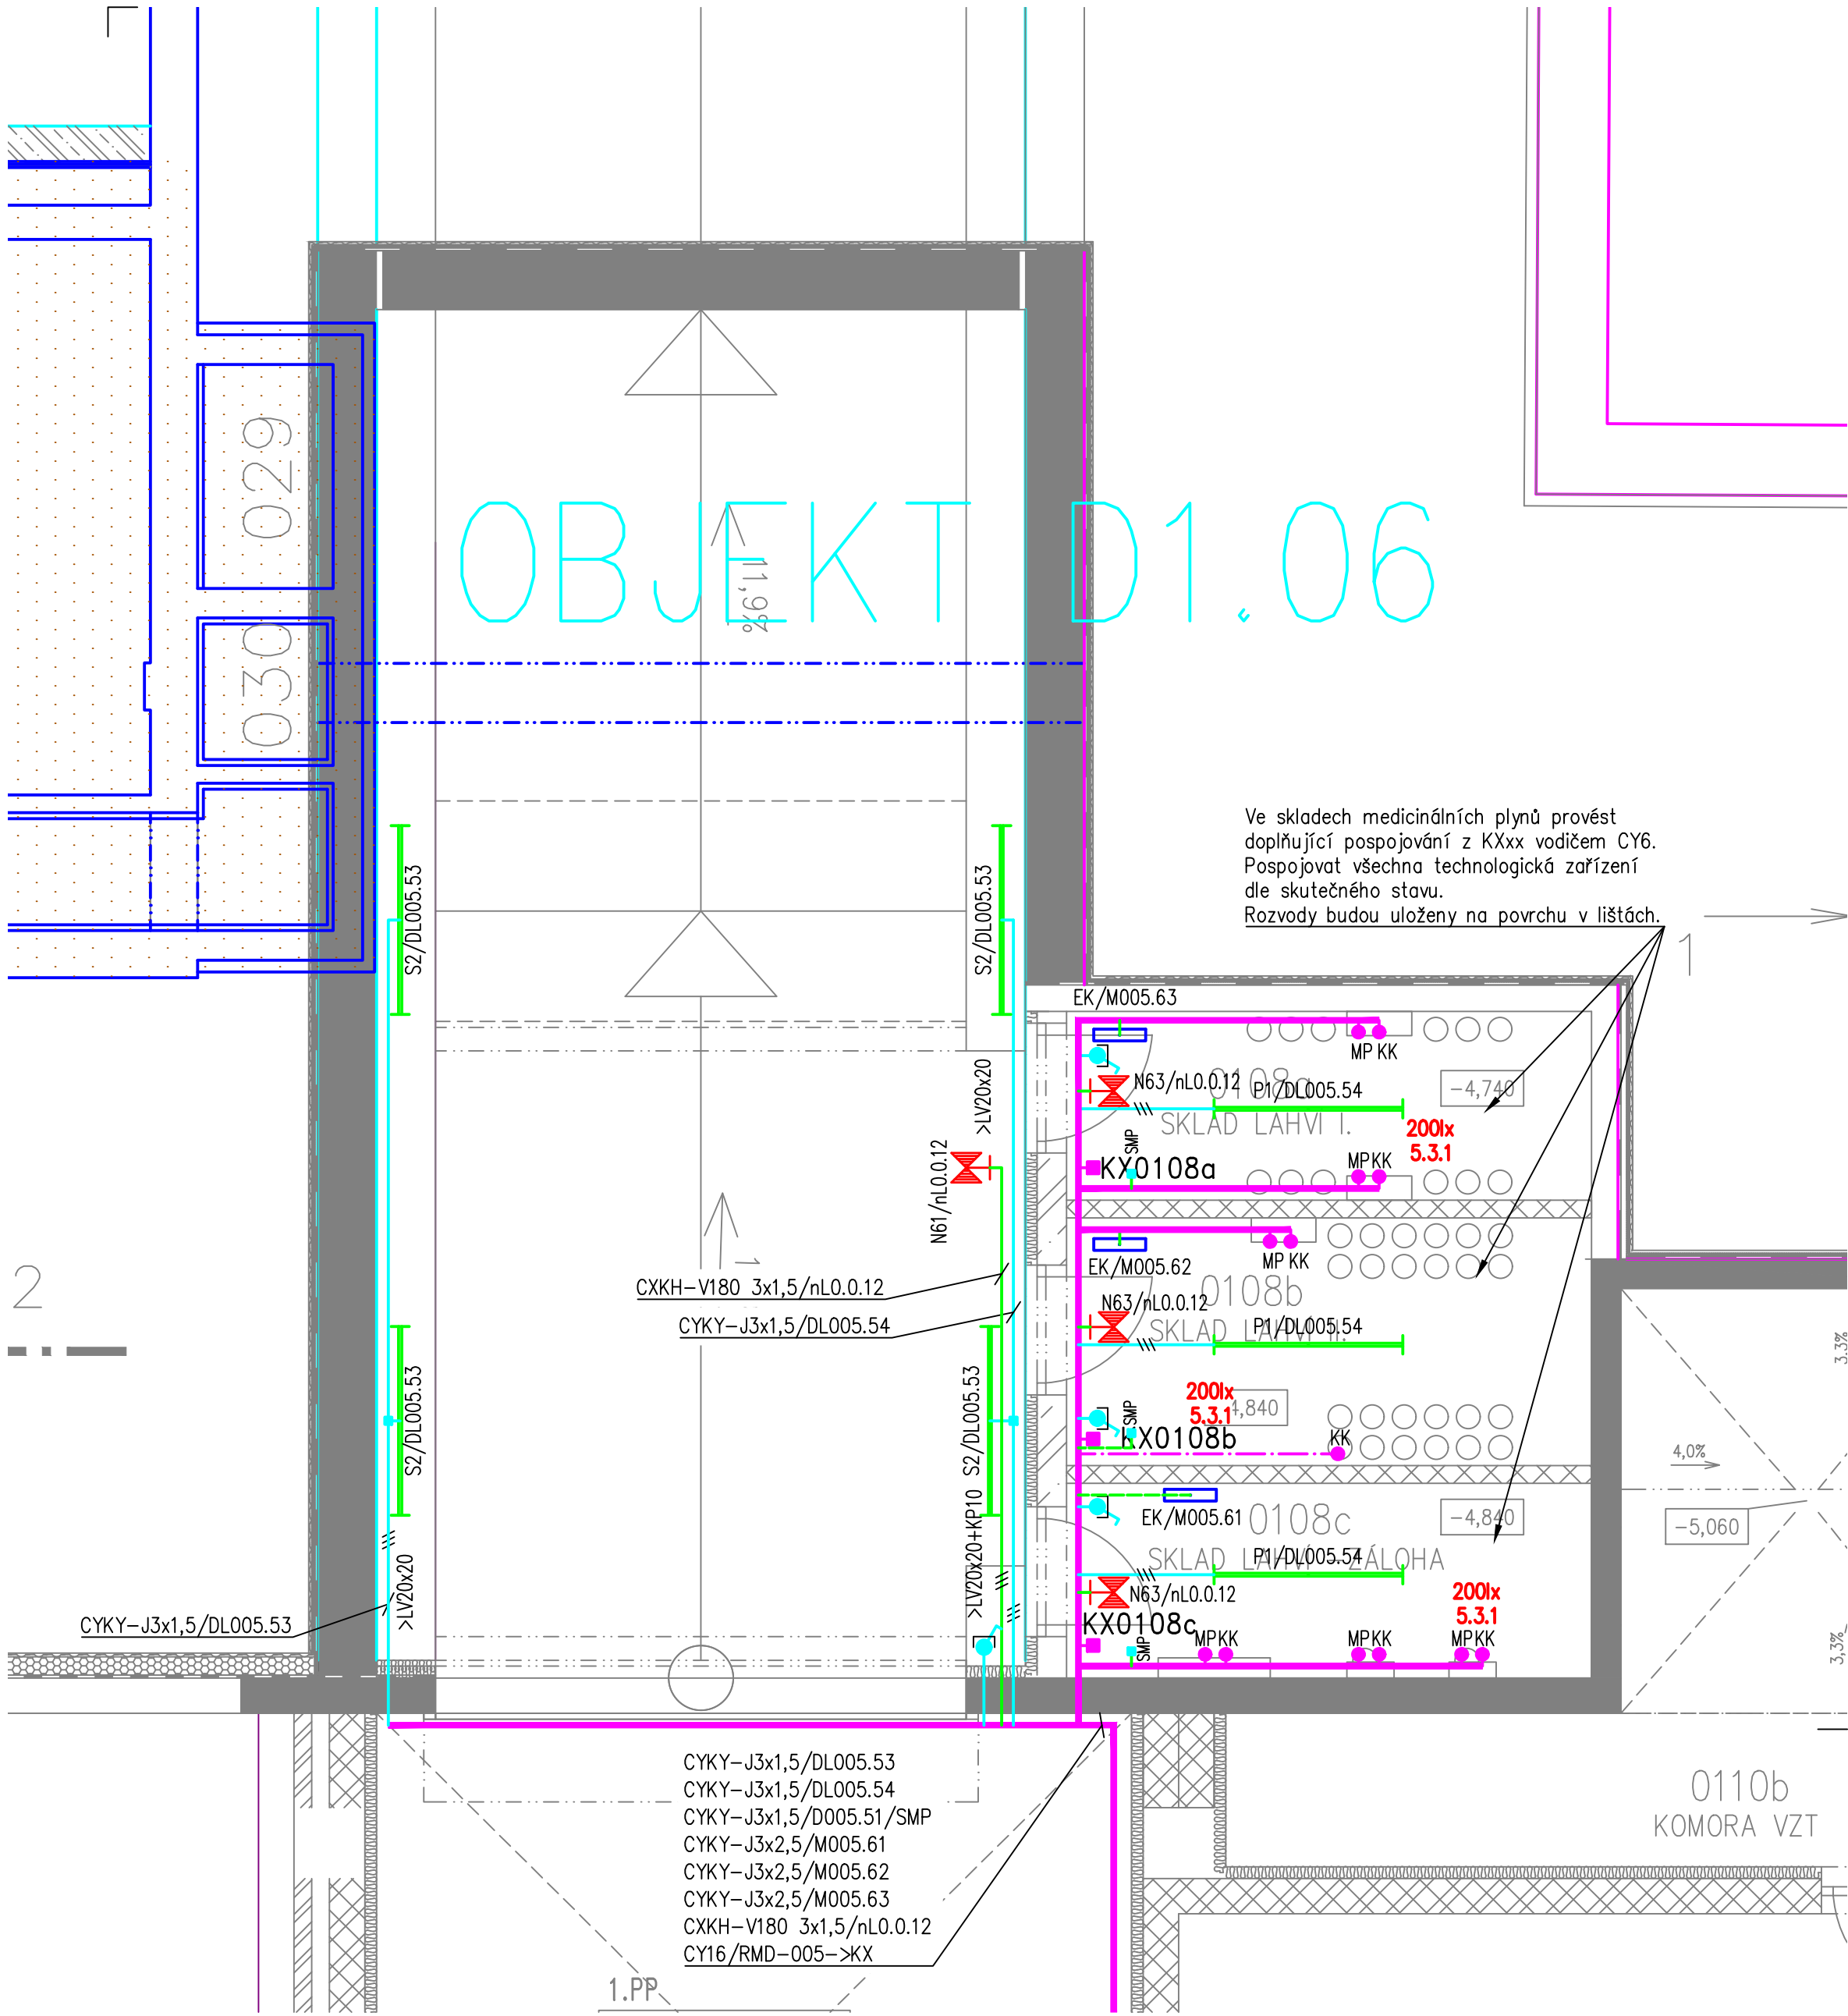 OBJEKT D1.06
029
11,9%
030
Ve skladech medicinálních plynů provést
doplňující pospojování z KXxx vodičem CY6.
Pospojovat všechna technologická zařízení
dle skutečného stavu.
Rozvody budou uloženy na povrchu v lištách.
1
S2/DL005.53
S2/DL005.53
EK/M005.63
MP KK
>LV20x20
N63/nL0.0.12
0108a
P1/DL005.54
-4,740
SKLAD LAHVÍ I.
200lx
5.3.1
SMP
N61/nL0.0.12
KX0108a
MPKK
1
2
EK/M005.62
MP KK
CXKH-V180 3x1,5/nL0.0.12
0108b
N63/nL0.0.12
CYKY-J3x1,5/DL005.54
SKLAD LAHVÍ II.
P1/DL005.54
3,3%
S2/DL005.53
S2/DL005.53
200lx
5.3.1
4,840
SMP
KX0108b
KK
4,0%
>LV20x20+KP10
EK/M005.61
0108c
-4,840
-5,060
SKLAD LAHVÍ -ZÁLOHA
P1/DL005.54
>LV20x20
N63/nL0.0.12
200lx
5.3.1
CYKY-J3x1,5/DL005.53
KX0108c
SMP
MPKK
MPKK
MPKK
3,3%
CYKY-J3x1,5/DL005.53
CYKY-J3x1,5/DL005.54
CYKY-J3x1,5/D005.51/SMP
CYKY-J3x2,5/M005.61
CYKY-J3x2,5/M005.62
CYKY-J3x2,5/M005.63
CXKH-V180 3x1,5/nL0.0.12
CY16/RMD-005->KX
0110b
KOMORA VZT
1.PP